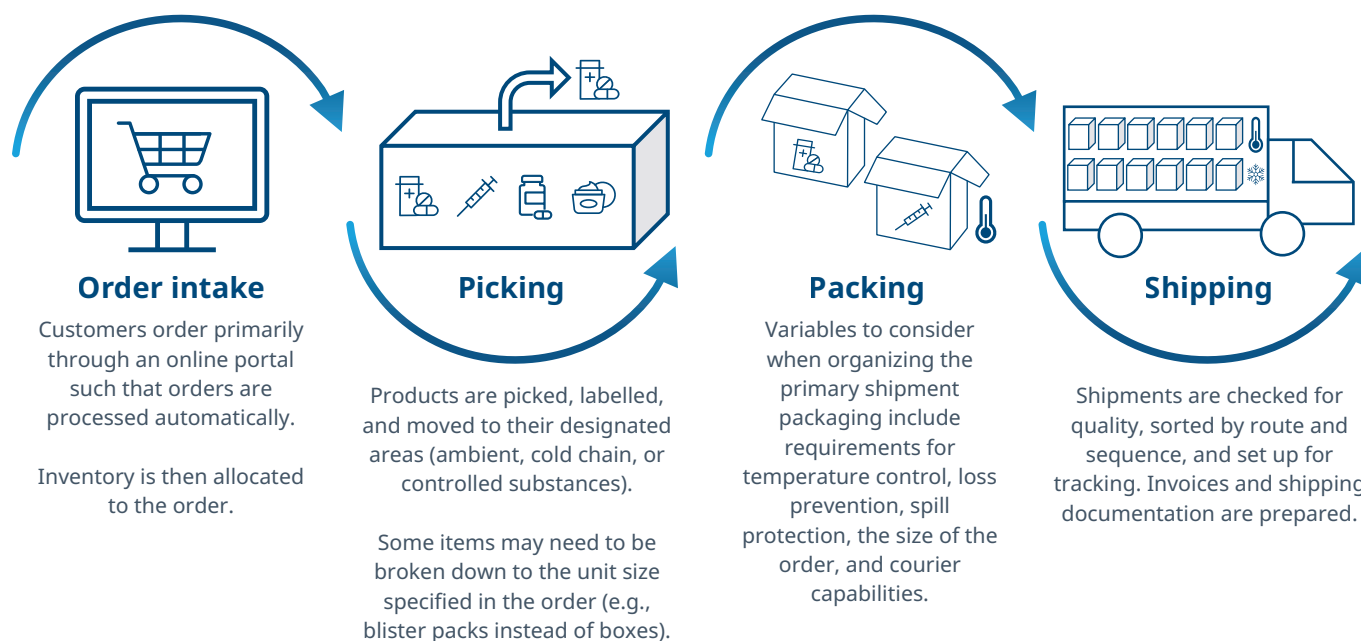 Order intake
Customers order primarily
through an online portal
such that orders are
processed automatically.
Inventory is then allocated
to the order.
Picking
Products are picked, labelled,
and moved to their designated
areas (ambient, cold chain, or
controlled substances).
Some items may need to be
broken down to the unit size
specified in the order (e.g.,
blister packs instead of boxes).
Packing
Variables to consider
when organizing the
primary shipment
packaging include
requirements for
temperature control, loss
prevention, spill
protection, the size of the
order, and courier
capabilities.
Shipping
Shipments are checked for
quality, sorted by route and
sequence, and set up for
tracking. Invoices and shipping
documentation are prepared.